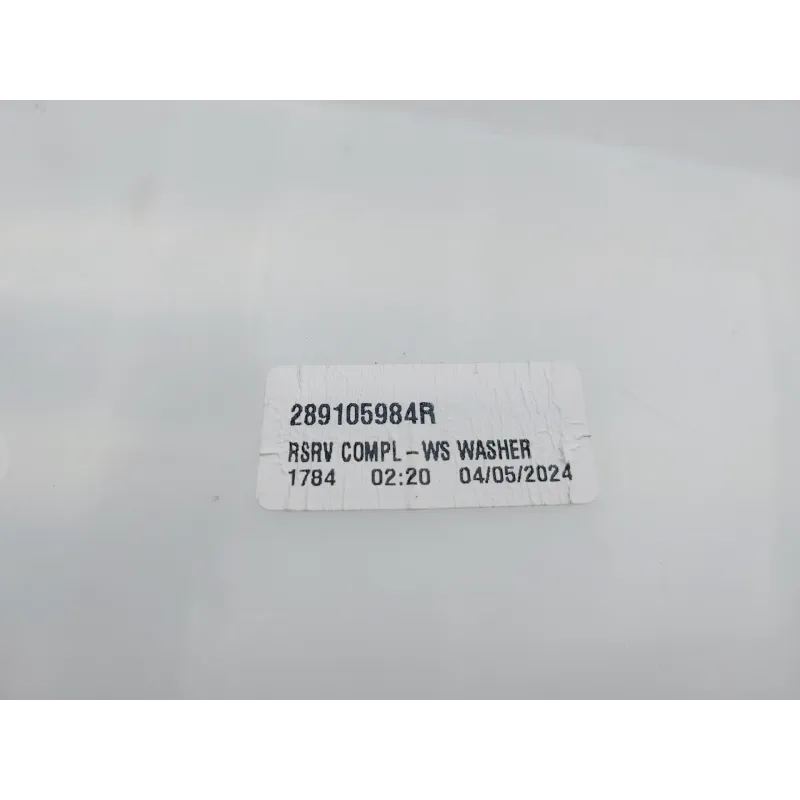 289105984R
RSRV COMPL-WS WASHER
1784 02:20 04/05/2024